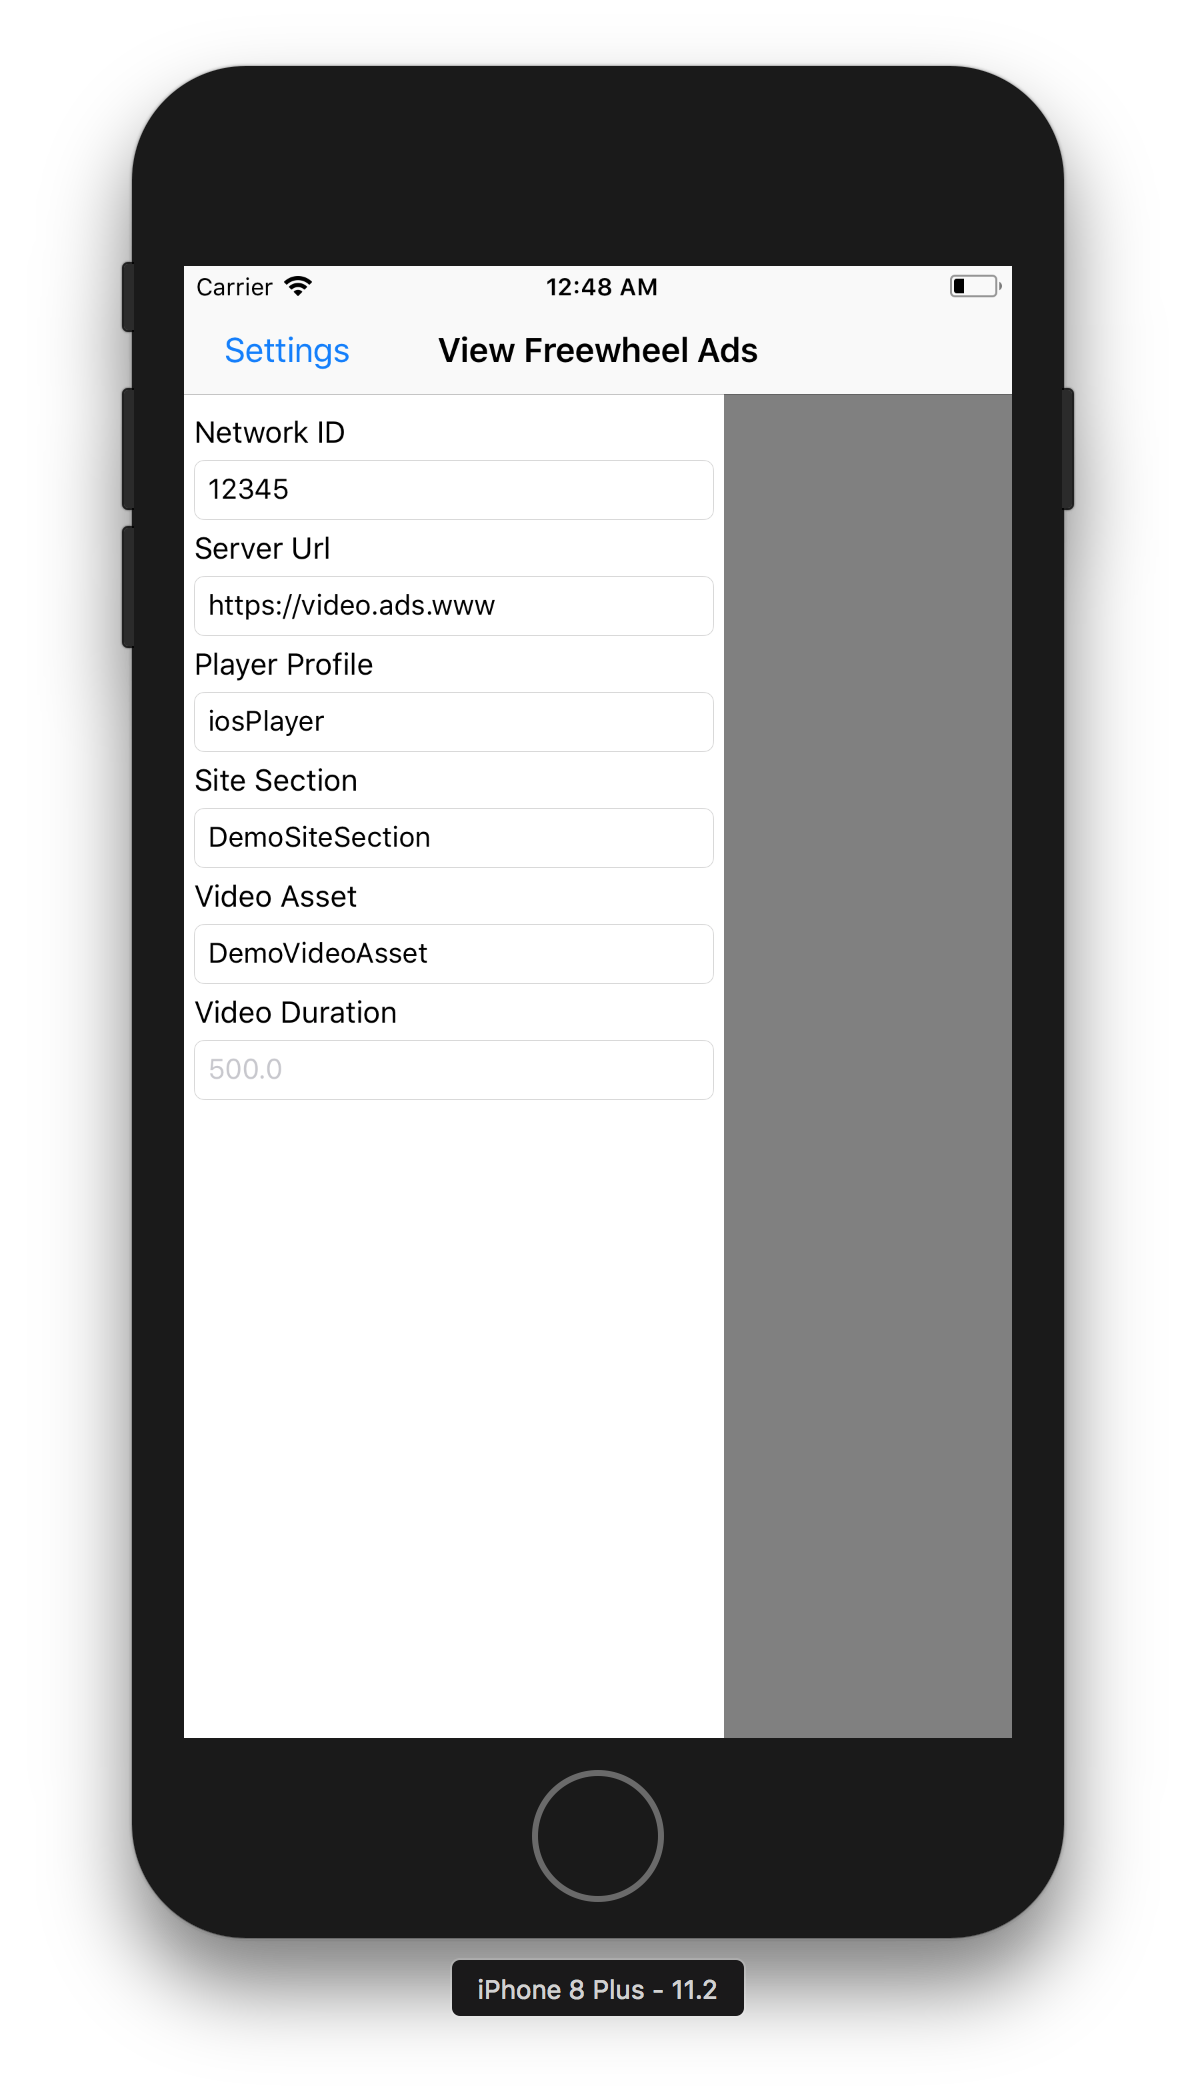 Carrier 12:48 AM
Settings View Freewheel Ads
Network ID
12345
Server Url
https://video.ads.www
Player Profile
iosPlayer
Site Section
DemoSiteSection
Video Asset
DemoVideoAsset
Video Duration
500.0
iPhone 8 Plus - 11.2